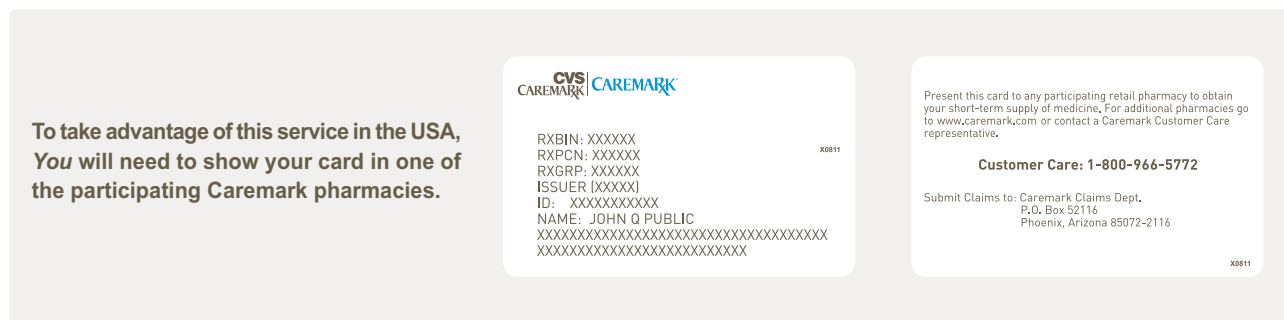 To take advantage of this service in the USA,
You will need to show your card in one of
the participating Caremark pharmacies.
CVS
CAREMARK CAREMARK
RXBIN: XXXXXX
RXPCN: XXXXXX
RXGRP: XXXXXX
ISSUER (XXXXX)
ID: XXXXXXXXXXX
NAME: JOHN Q PUBLIC
XXXXXXXXXXXXXXXXXXXXXXXXXXXXXXXXXXXX
XXXXXXXXXXXXXXXXXXXXXXXXXX
X0811
Present this card to any participating retail pharmacy to obtain
your short-term supply of medicine. For additional pharmacies go
to www.caremark.com or contact a Caremark Customer Care
representative.
Customer Care: 1-800-966-5772
Submit Claims to: Caremark Claims Dept.
P.O. Box 52116
Phoenix, Arizona 85072-2116
X0811